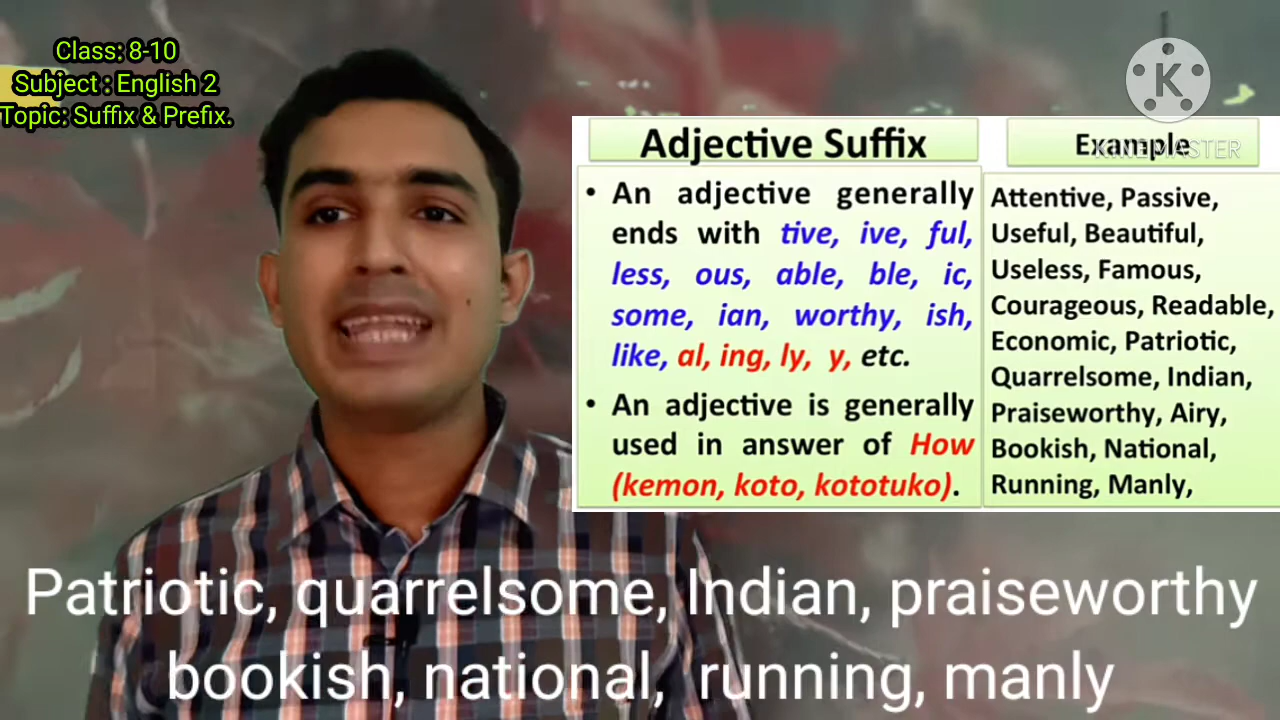 Class: 8-10
Subject : English 2
Topic: Suffix & Prefix.
K
KINEMASTER
Adjective Suffix
• An adjective generally
ends with tive, ive, ful,
less, ous, able, ble, ic,
some, ian, worthy, ish,
like, al, ing, ly, y, etc.
• An adjective is generally
used in answer of How
(kemon, koto, kototuko).
Example
Attentive, Passive,
Useful, Beautiful,
Useless, Famous,
Courageous, Readable,
Economic, Patriotic,
Quarrelsome, Indian,
Praiseworthy, Airy,
Bookish, National,
Running, Manly,
Patriotic, quarrelsome, Indian, praiseworthy
bookish, national, running, manly